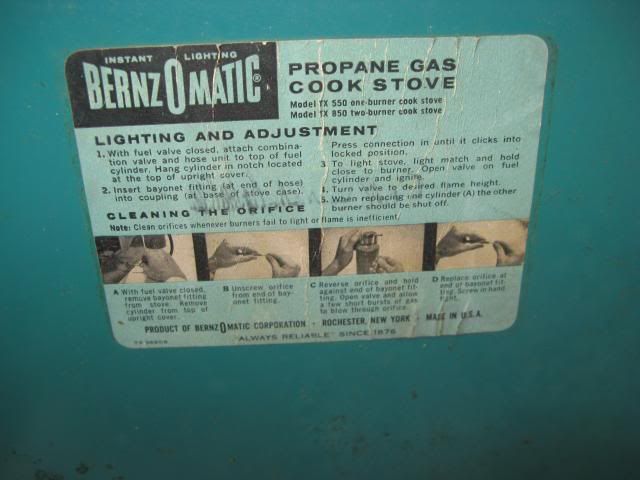 INSTANT LIGHTING
BERNZOMATIC®
PROPANE GAS
COOK STOVE
Model TX 550 one-burner cook stove
Model TX 850 two-burner cook stove
LIGHTING AND ADJUSTMENT
1. With fuel valve closed, attach combina-
tion valve and hose unit to top of fuel
cylinder. Hang cylinder in notch located
at the top of upright cover.
2. Insert bayonet fitting (at end of hose)
into coupling (at base of stove case).
Press connection in until it clicks into
locked position.
3. To light stove, light match and hold
close to burner. Open valve on fuel
cylinder and ignite.
4. Turn valve to desired flame height.
5. When replacing one cylinder (A) the other
burner should be shut off.
CLEANING THE ORIFICE
Note: Clean orifices whenever burners fail to light or flame is inefficient.
A With fuel valve closed,
remove bayonet fitting
from stove. Remove
cylinder from top of
upright cover.
B Unscrew orifice
from end of bay-
onet fitting.
C Reverse orifice and hold
against end of bayonet fit-
ting. Open valve and allow
a few short bursts of gas
to blow through orifice.
D Replace orifice at
end of bayonet fit-
ting. Screw in hand
tight.
PRODUCT OF BERNZOMATIC CORPORATION • ROCHESTER, NEW YORK • MADE IN U.S.A.
"ALWAYS RELIABLE" SINCE 1876